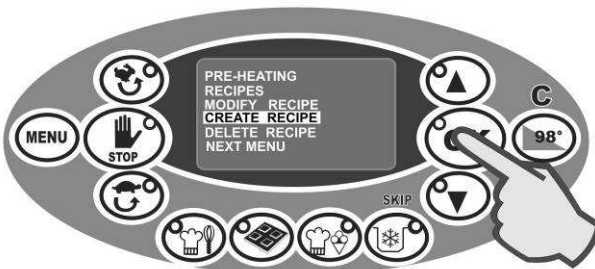 PRE-HEATING
RECIPES
MODIFY RECIPE
CREATE RECIPE
DELETE RECIPE
NEXT MENU
MENU
STOP
C
98°
SKIP